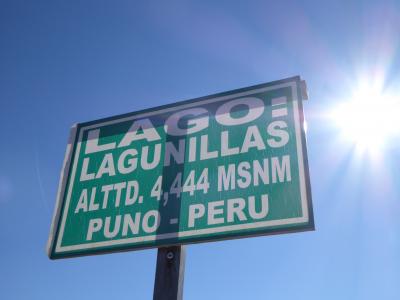 LAGO:
LAGUNILLAS
ALTTD. 4,444 MSNM
PUNO - PERU